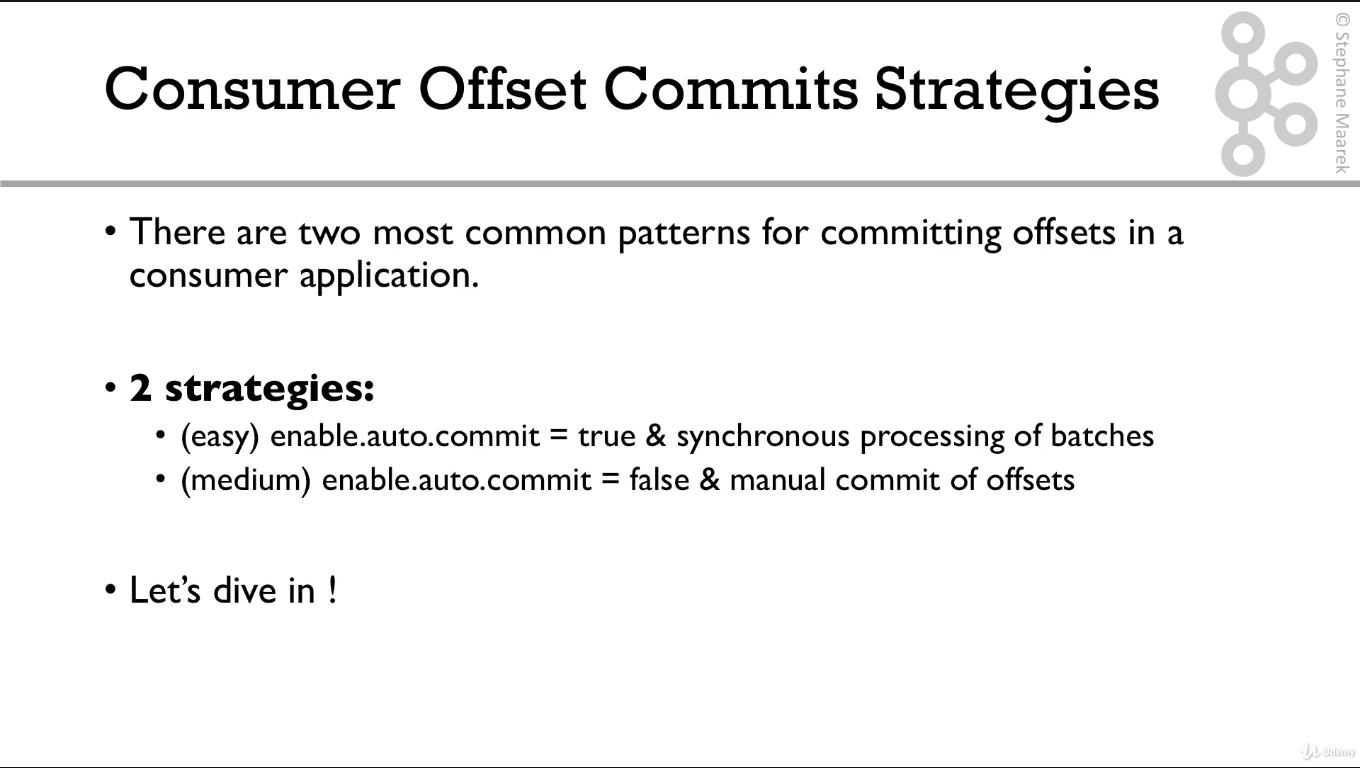 Consumer Offset Commits Strategies
© Stephane Maarek
• There are two most common patterns for committing offsets in a
consumer application.
• 2 strategies:
• (easy) enable.auto.commit = true & synchronous processing of batches
• (medium) enable.auto.commit = false & manual commit of offsets
• Let’s dive in !
Udemy